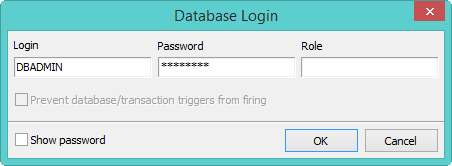 Database Login
Login Password Role
DBADMIN ********
Prevent database/transaction triggers from firing
Show password OK Cancel